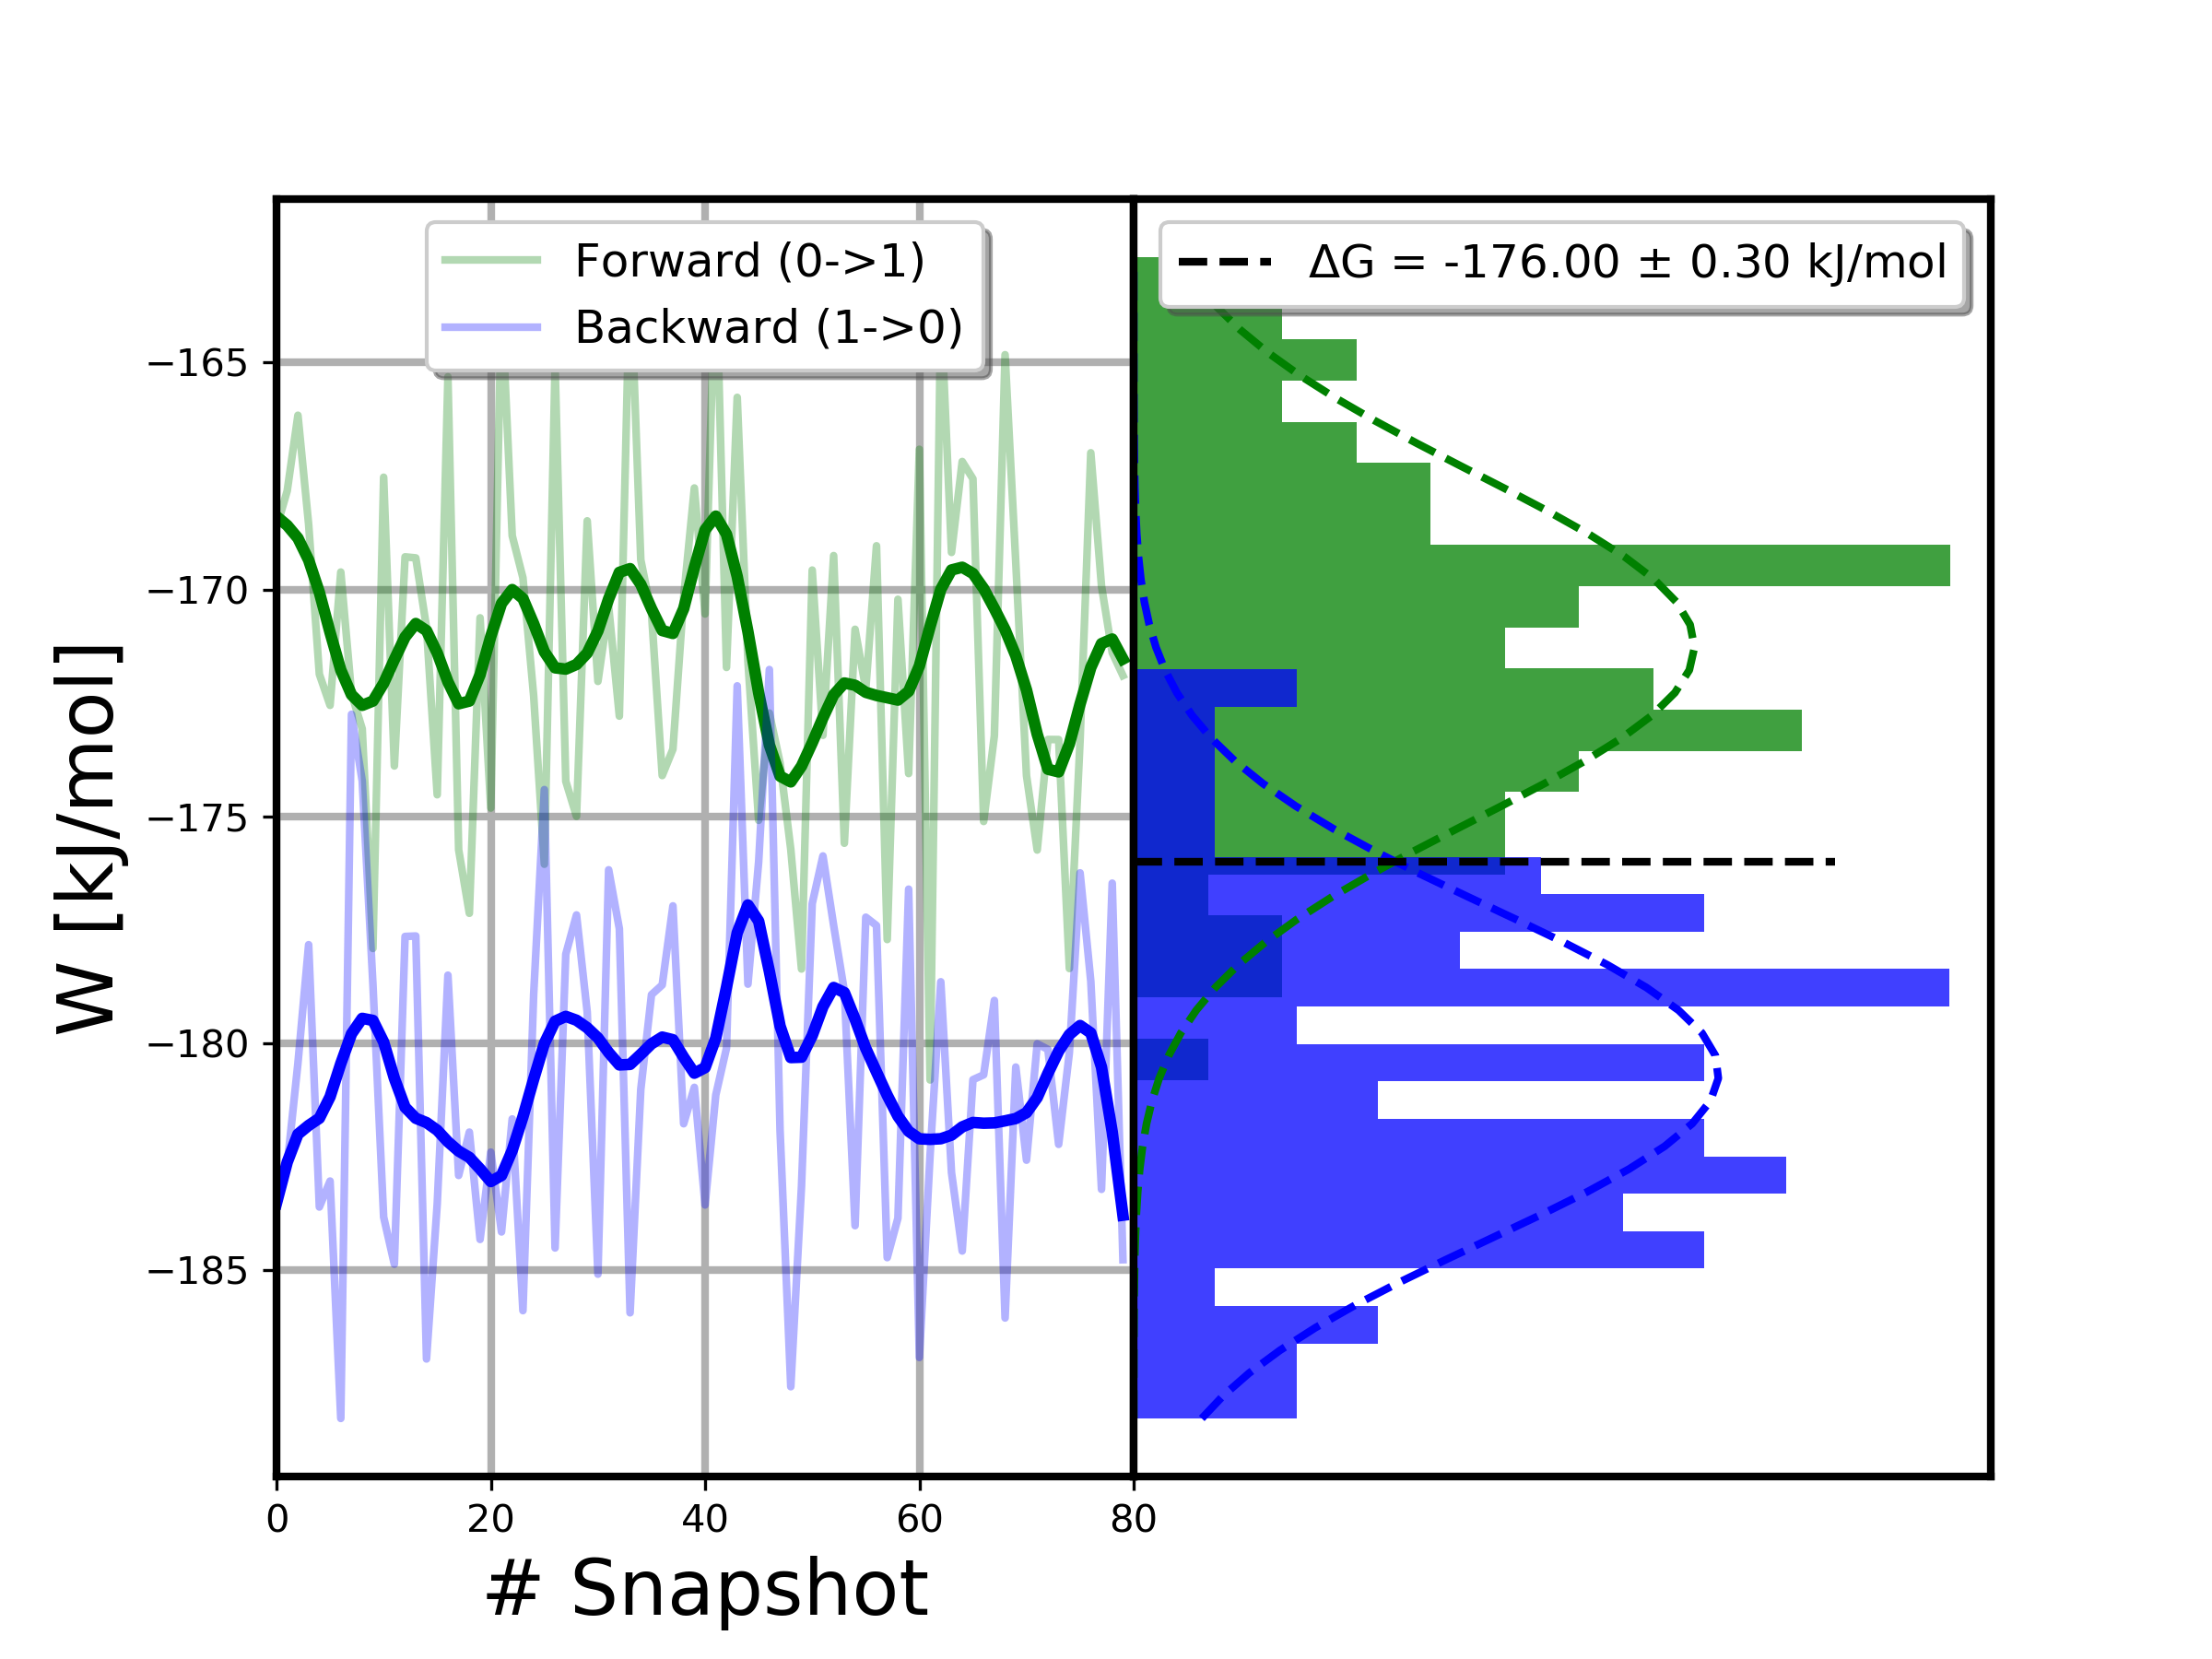 Forward (0->1)
Backward (1->0)
ΔG = -176.00 ± 0.30 kJ/mol
W [kJ/mol]
−165
−170
−175
−180
−185
0 20 40 60 80
# Snapshot